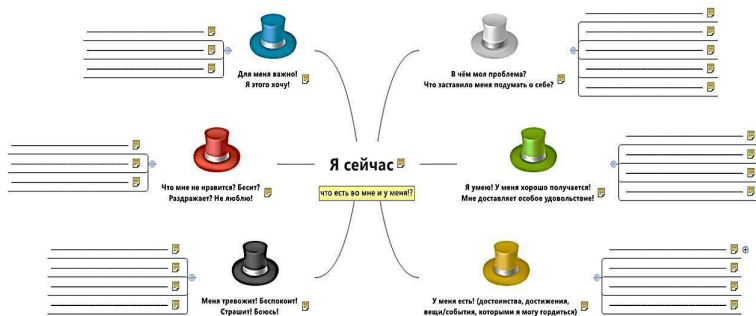 Для меня важно!
Я этого хочу!
В чём моя проблема?
Что заставило меня подумать о себе?
Что мне не нравится? Бесит?
Раздражает? Не люблю!
Я сейчас
что есть во мне и у меня!?
Я умею! У меня хорошо получается!
Мне доставляет особое удовольствие!
Меня тревожит! Беспокоит!
Страшит! Боюсь!
У меня есть! (достоинства, достижения,
вещи/события, которыми я могу гордиться)